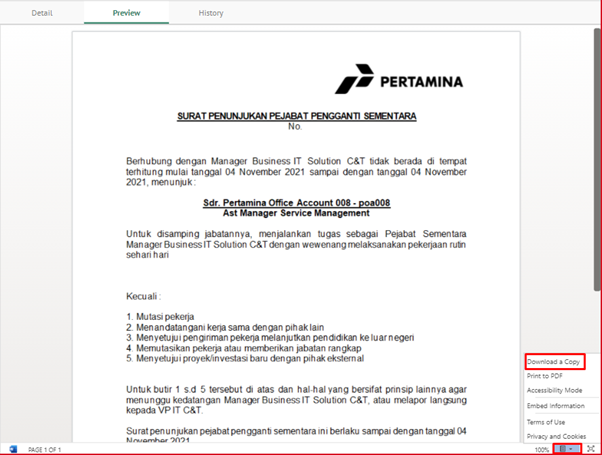 Detail Preview History
PERTAMINA
SURAT PENUNJUKAN PEJABAT PENGGANTI SEMENTARA
No.
Berhubung dengan Manager Business IT Solution C&T tidak berada di tempat
terhitung mulai tanggal 04 November 2021 sampai dengan tanggal 04 November
2021, menunjuk :
Sdr. Pertamina Office Account 008 - poa008
Ast Manager Service Management
Untuk disamping jabatannya, menjalankan tugas sebagai Pejabat Sementara
Manager Business IT Solution C&T dengan wewenang melaksanakan pekerjaan rutin
sehari hari
Kecuali :
1. Mutasi pekerja
2. Menandatangani kerja sama dengan pihak lain
3. Menyetujui pengiriman pekerja melanjutkan pendidikan ke luar negeri
4. Memutasikan pekerja atau memberikan jabatan rangkap
5. Menyetujui proyek/investasi baru dengan pihak eksternal
Untuk butir 1 s.d 5 tersebut di atas dan hal-hal yang bersifat prinsip lainnya agar
menunggu kedatangan Manager Business IT Solution C&T, atau melapor langsung
kepada VP IT C&T.
Surat penunjukan pejabat pengganti sementara ini berlaku sampai dengan tanggal 04
November 2021
Download a Copy
Print to PDF
Accessibility Mode
Embed Information
Terms of Use
Privacy and Cookies
PAGE 1 OF 1 100%